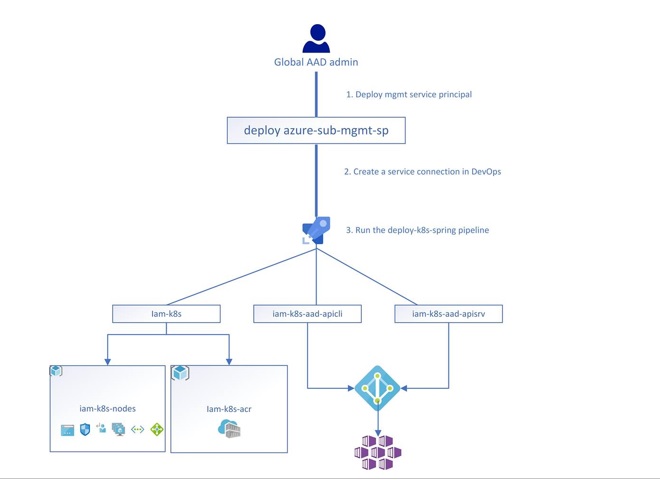 Global AAD admin
1. Deploy mgmt service principal
deploy azure-sub-mgmt-sp
2. Create a service connection in DevOps
3. Run the deploy-k8s-spring pipeline
Iam-k8s
iam-k8s-aad-apicli
iam-k8s-aad-apisrv
iam-k8s-nodes
Iam-k8s-acr